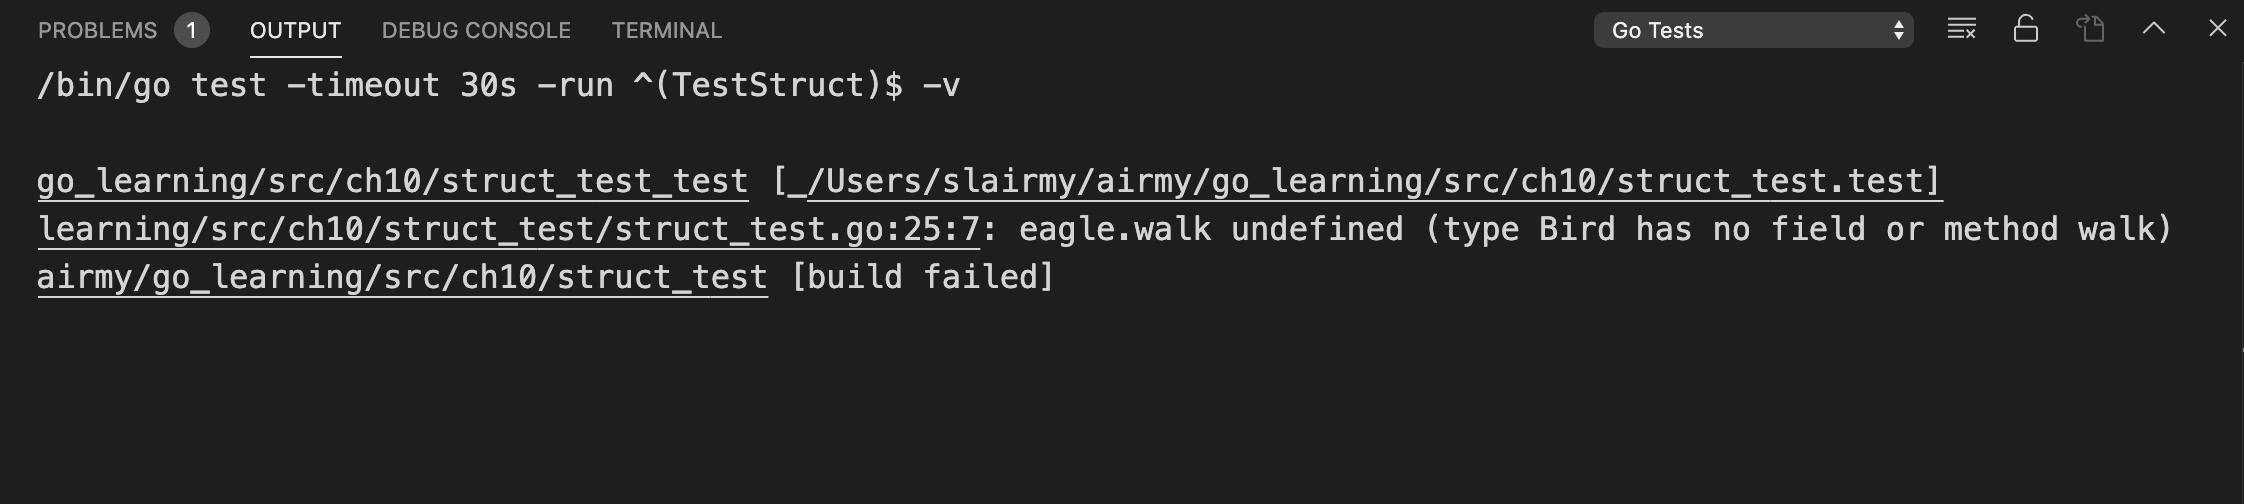 PROBLEMS 1 OUTPUT DEBUG CONSOLE TERMINAL Go Tests
/bin/go test -timeout 30s -run ^(TestStruct)$ -v
go_learning/src/ch10/struct_test_test [_/Users/slairmy/airmy/go_learning/src/ch10/struct_test.test]
learning/src/ch10/struct_test/struct_test.go:25:7: eagle.walk undefined (type Bird has no field or method walk)
airmy/go_learning/src/ch10/struct_test [build failed]